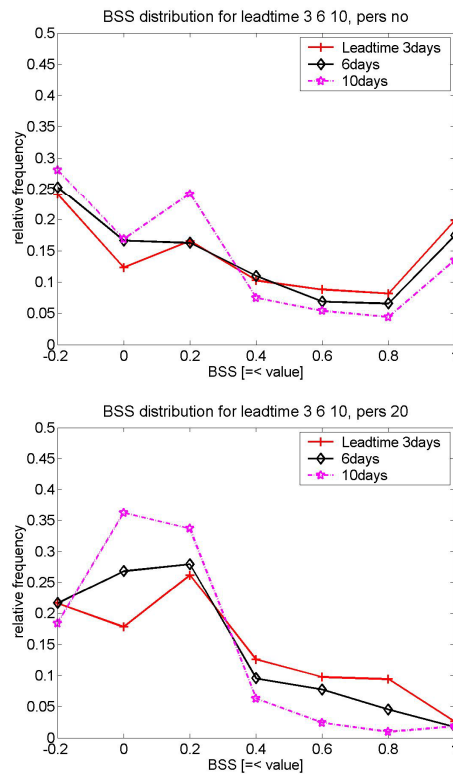 BSS distribution for leadtime 3 6 10, pers no
0.5
0.45
0.4
0.35
0.3
0.25
0.2
0.15
0.1
0.05
0
relative frequency
Leadtime 3days
6days
10days
-0.2 0 0.2 0.4 0.6 0.8 1
BSS [=< value]
BSS distribution for leadtime 3 6 10, pers 20
0.5
0.45
0.4
0.35
0.3
0.25
0.2
0.15
0.1
0.05
0
relative frequency
Leadtime 3days
6days
10days
-0.2 0 0.2 0.4 0.6 0.8 1
BSS [=< value]